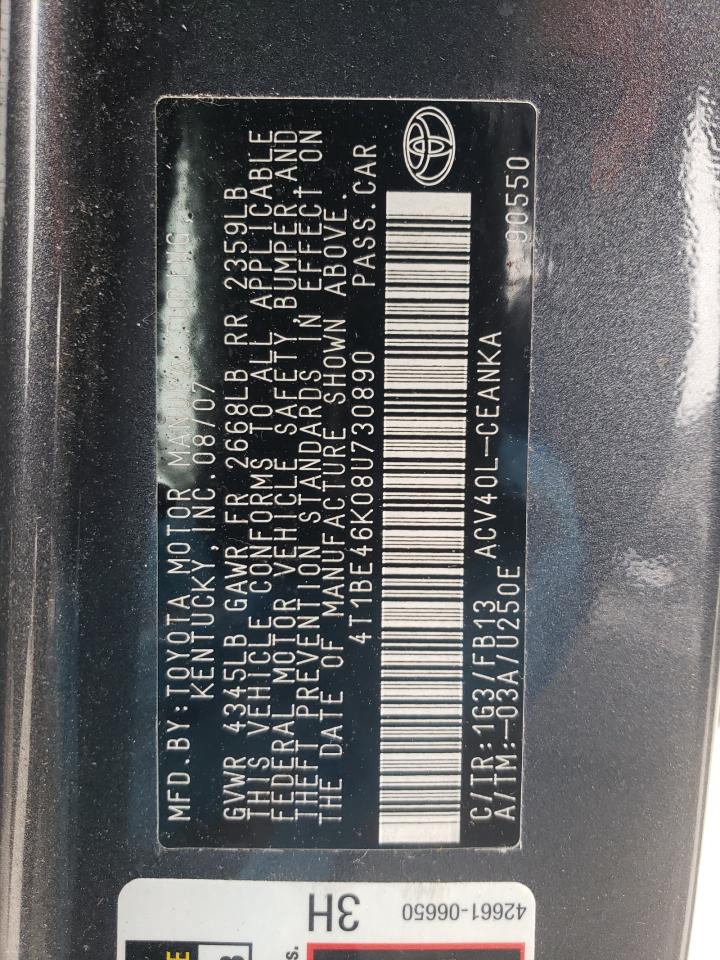 MFD.BY:TOYOTA MOTOR MANUFACTURING
KENTUCKY, INC. 08/07
GVWR 4345LB GAWR FR 2668LB RR 2359LB
THIS VEHICLE CONFORMS TO ALL APPLICABLE
FEDERAL MOTOR VEHICLE SAFETY BUMPER AND
THEFT PREVENTION STANDARDS IN EFFECT ON
THE DATE OF MANUFACTURE SHOWN ABOVE.
4T1BE46K08U730890 PASS.CAR
C/TR:1G3/FB13 ACV40L-CEANKA
A/TM:-03A/U250E 90550
42661-06650
3H